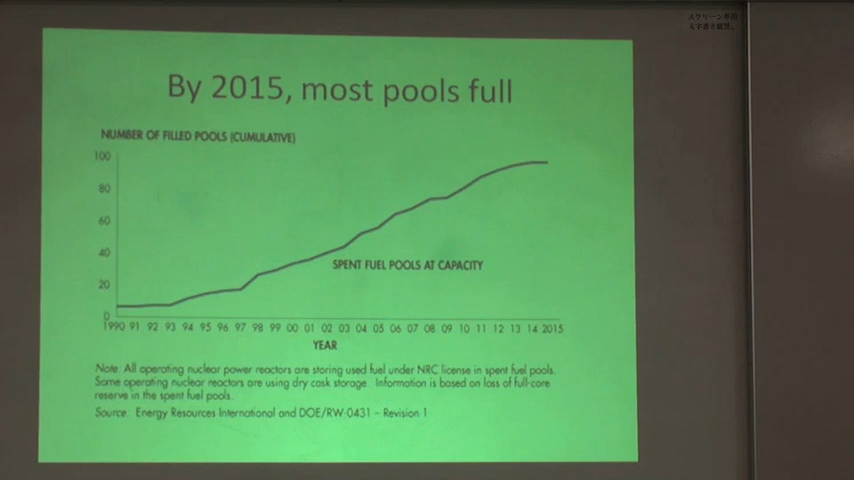 By 2015, most pools full
NUMBER OF FILLED POOLS (CUMULATIVE)
100
80
60
40
20
0
SPENT FUEL POOLS AT CAPACITY
1990 91 92 93 94 95 96 97 98 99 00 01 02 03 04 05 06 07 08 09 10 11 12 13 14 2015
YEAR
Note: All operating nuclear power reactors are storing used fuel under NRC license in spent fuel pools.
Some operating nuclear reactors are using dry cask storage. Information is based on loss of full-core
reserve in the spent fuel pools.
Source: Energy Resources International and DOE/RW-0431 – Revision 1